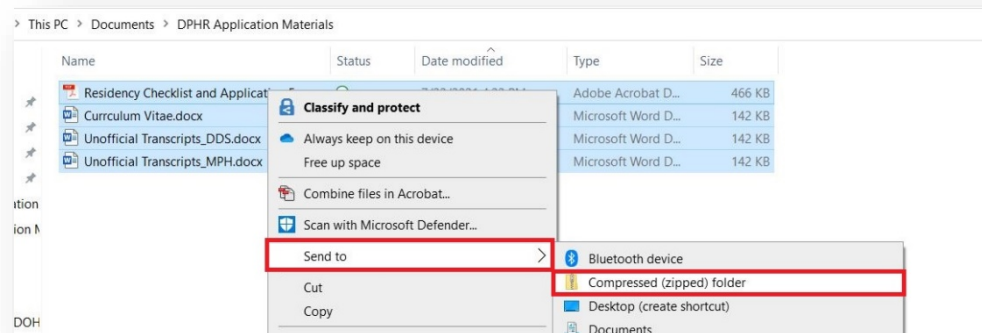 > This PC > Documents > DPHR Application Materials
Name Status Date modified Type Size
Residency Checklist and Applicat Adobe Acrobat D... 466 KB
Currculum Vitae.docx Microsoft Word D... 142 KB
Unofficial Transcripts_DDS.docx Microsoft Word D... 142 KB
Unofficial Transcripts_MPH.docx Microsoft Word D... 142 KB
Classify and protect
Always keep on this device
Free up space
Combine files in Acrobat...
Scan with Microsoft Defender...
Send to
Cut
Copy
Bluetooth device
Compressed (zipped) folder
Desktop (create shortcut)
Documents
ation
ion
DOH